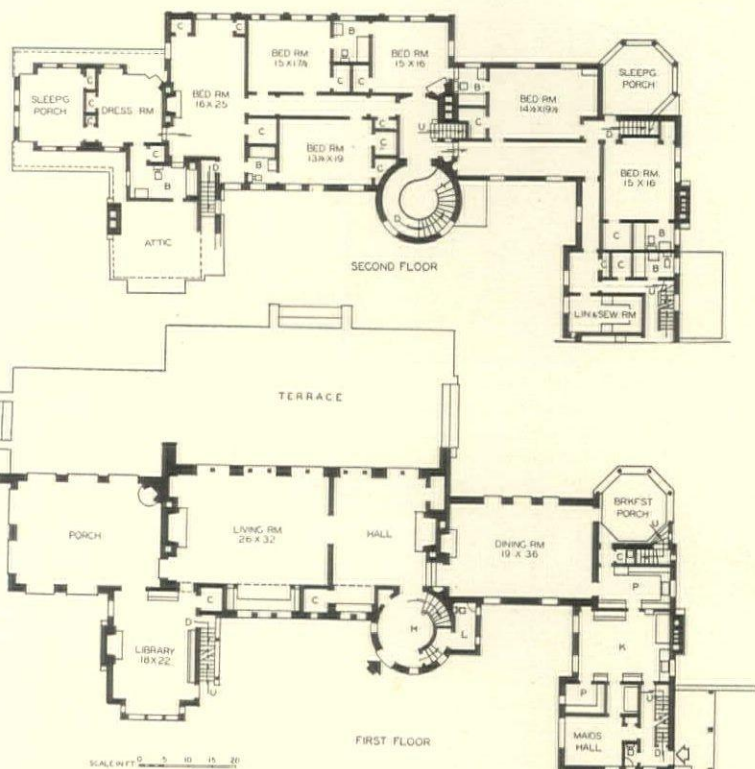 C
C
B
BED RM.
15 X 17½
BED RM.
15 X 16
BED RM.
16 X 25
C
C
SLEEPG.
PORCH
C
C
C
DRESS RM.
B
C
BED RM.
14½ X 19½
SLEEPG.
PORCH
C
BED RM
13½ X 19
C
C
C
U
D
BED RM.
15 X 16
C
B
B
D
D
ATTIC
SECOND FLOOR
C
B
C
C
B
U
LIN & SEW. RM
TERRACE
PORCH
LIVING RM.
26 X 32
HALL
DINING RM
19 X 36
BRKFST
PORCH
U
C
P
C
C
H
L
K
LIBRARY
18 X 22
D
U
P
U
MAIDS
HALL
D
FIRST FLOOR
SCALE IN FT. 0 5 10 15 20